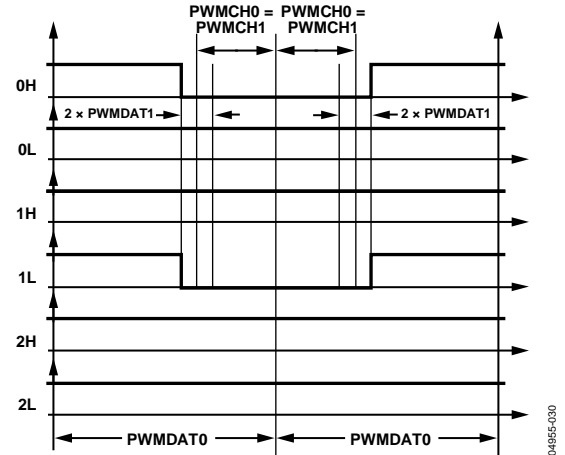 PWMCH0 = PWMCH0 =
PWMCH1 PWMCH1
0H
2 × PWMDAT1 2 × PWMDAT1
0L
1H
1L
2H
2L
PWMDAT0 PWMDAT0
04955-030